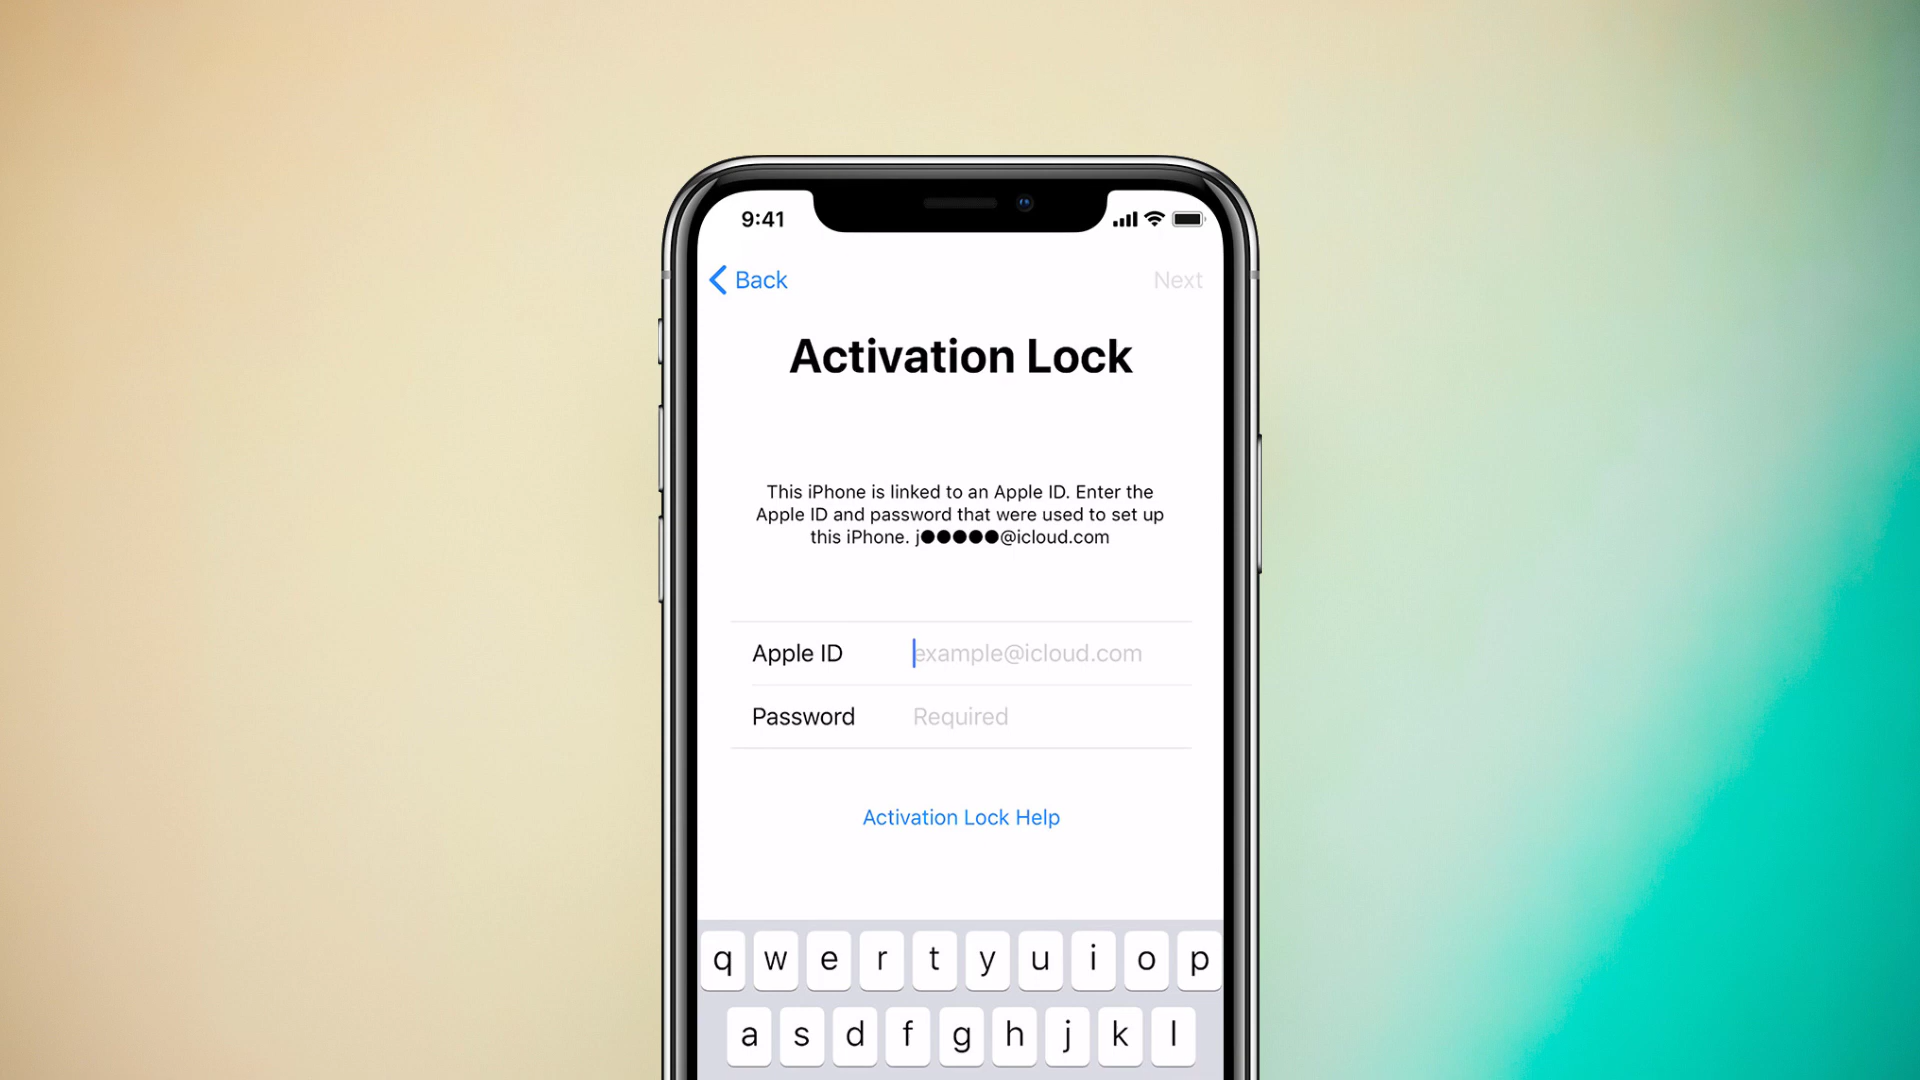 9:41
Back
Next
Activation Lock
This iPhone is linked to an Apple ID. Enter the
Apple ID and password that were used to set up
this iPhone. j●●●●●@icloud.com
Apple ID example@icloud.com
Password Required
Activation Lock Help
q w e r t y u i o p
a s d f g h j k l